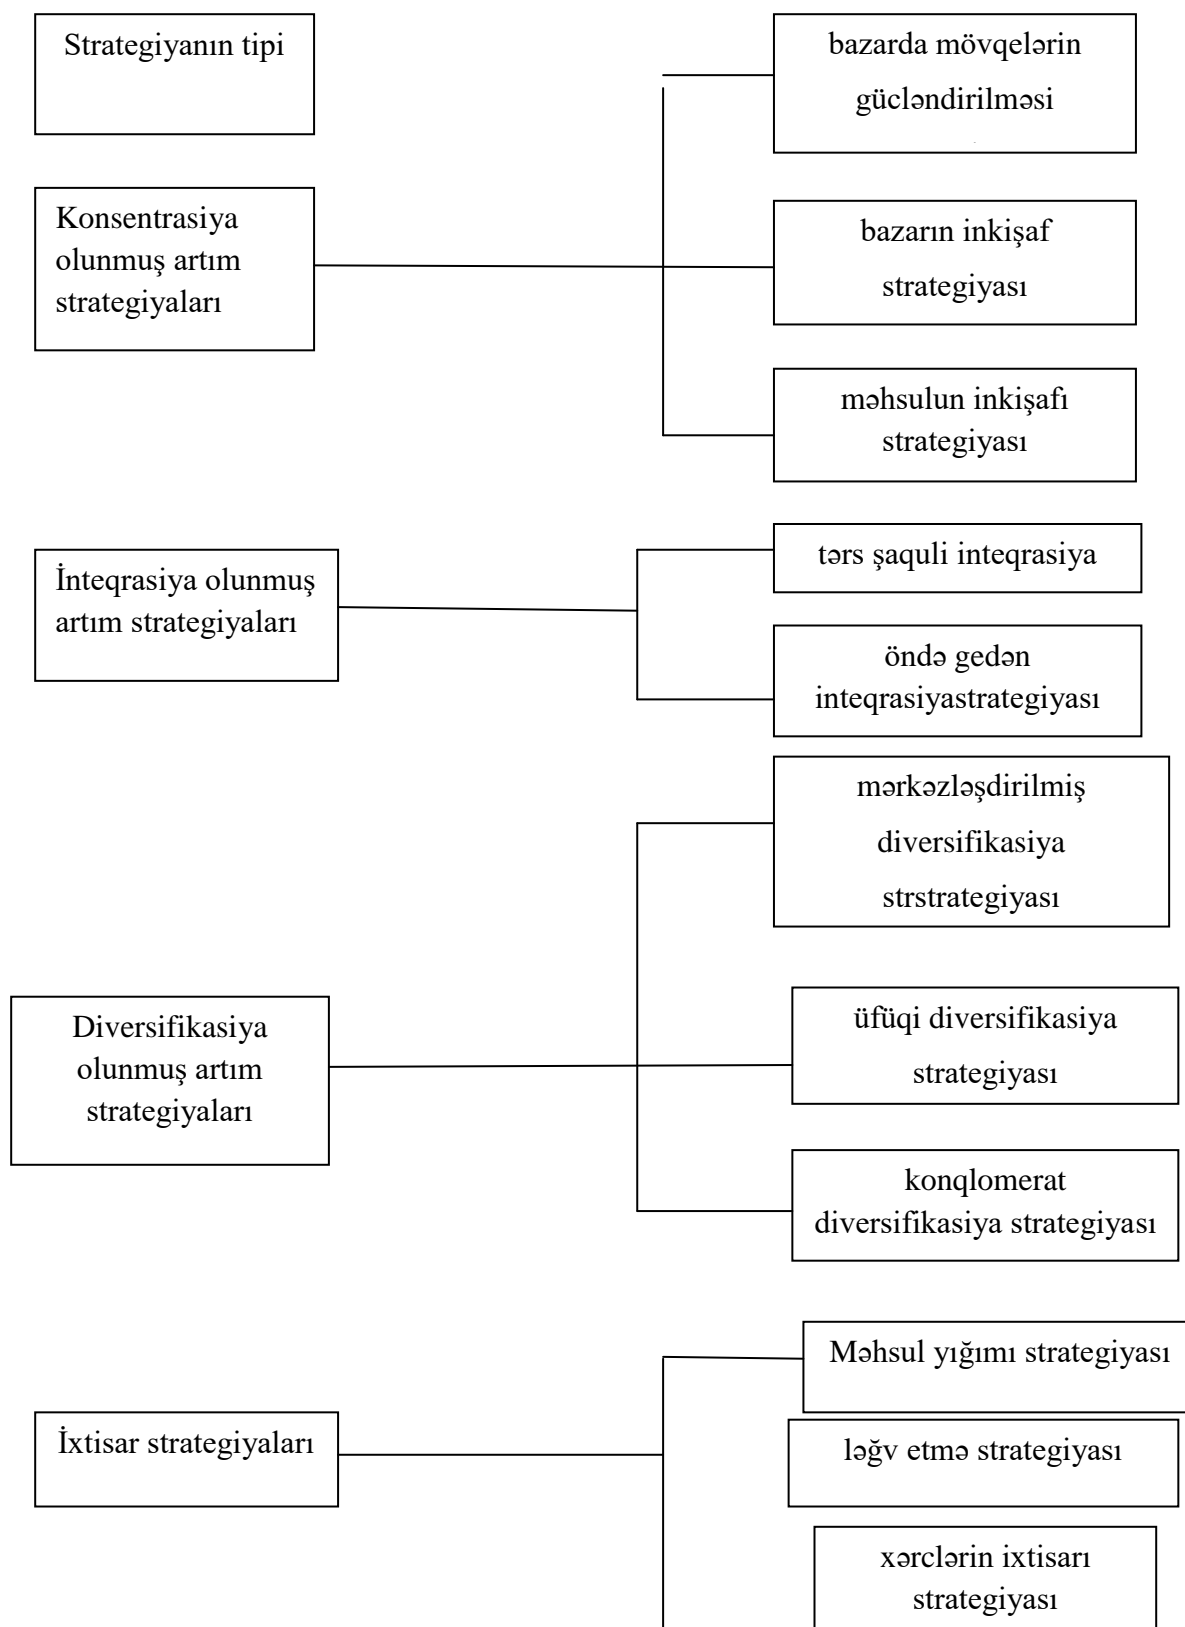 Strategiyanın tipi
bazarda mövqelərin
gücləndirilməsi
Konsentrasiya
olunmuş artım
strategiyaları
bazarın inkişaf
strategiyası
məhsulun inkişafı
strategiyası
İnteqrasiya olunmuş
artım strategiyaları
tərs şaquli inteqrasiya
öndə gedən
inteqrasiyastrategiyası
mərkəzləşdirilmiş
diversifikasiya
strstrategiyası
Diversifikasiya
olunmuş artım
strategiyaları
üfüqi diversifikasiya
strategiyası
konqlomerat
diversifikasiya strategiyası
İxtisar strategiyaları
Məhsul yığımı strategiyası
ləğv etmə strategiyası
xərclərin ixtisarı
strategiyası